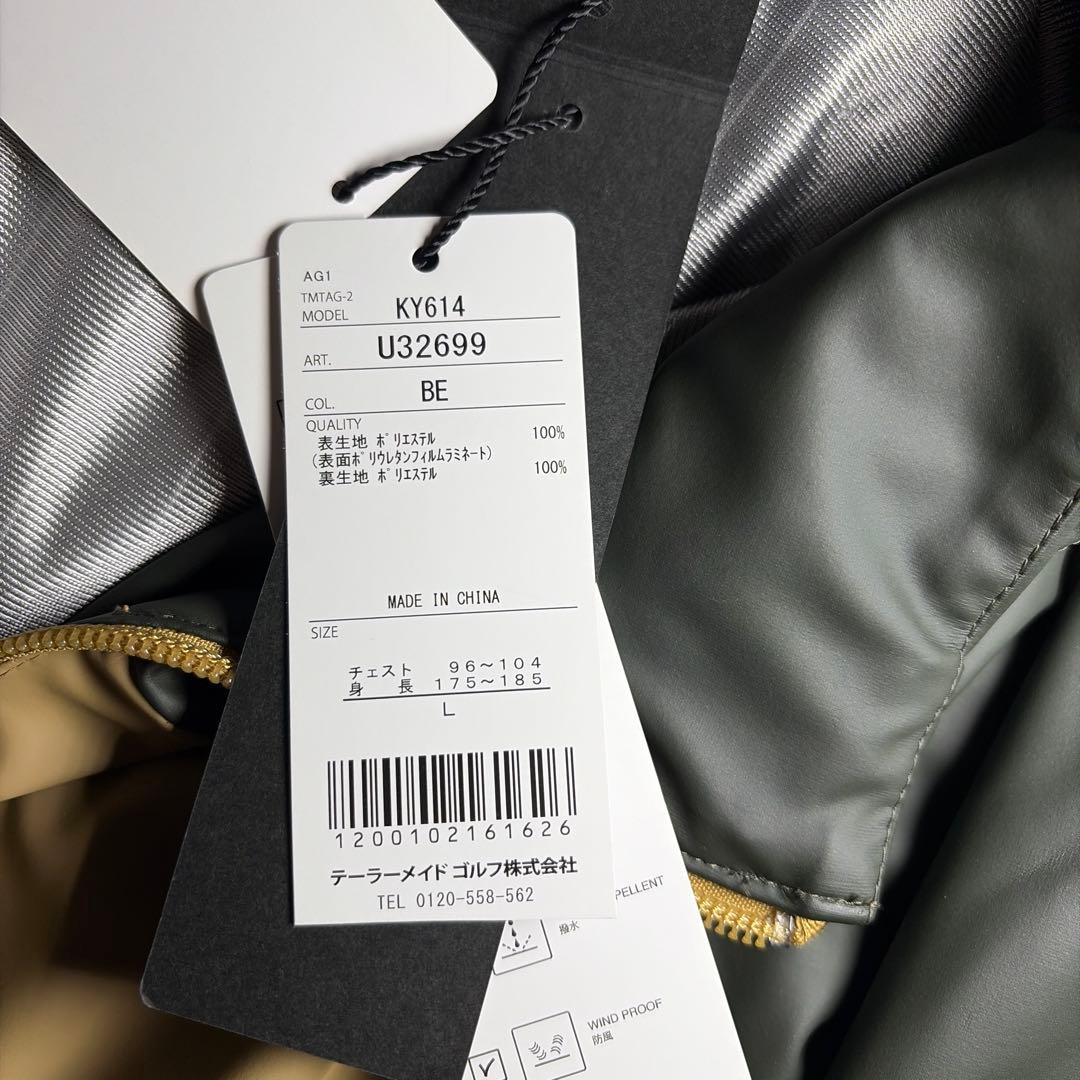 AG1
TMTAG-2
MODEL KY614
ART. U32699
COL. BE
QUALITY
表生地 ﾎﾟﾘｴｽﾃﾙ 100%
(表面ﾎﾟﾘｳﾚﾀﾝﾌｨﾙﾑﾗﾐﾈｰﾄ)
裏生地 ﾎﾟﾘｴｽﾃﾙ 100%
MADE IN CHINA
SIZE
チェスト 96～104
身 長 175～185
L
1200102161626
テーラーメイド ゴルフ株式会社
TEL 0120-558-562
PELLENT
撥水
WIND PROOF
防風